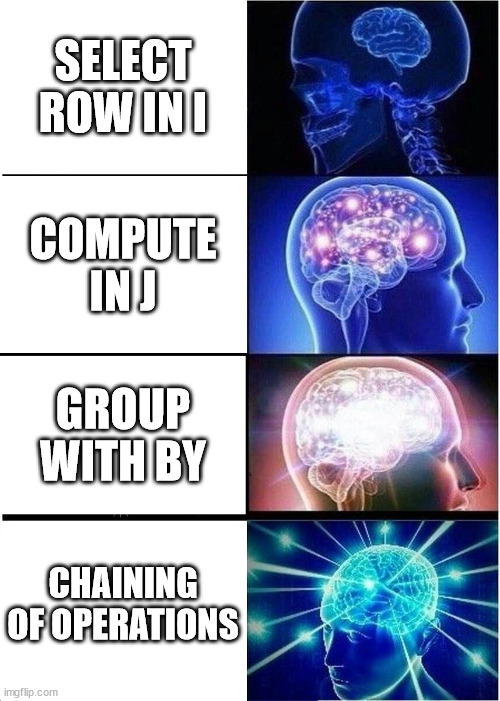 SELECT
ROW IN I
COMPUTE
IN J
GROUP
WITH BY
CHAINING
OF OPERATIONS
imgflip.com